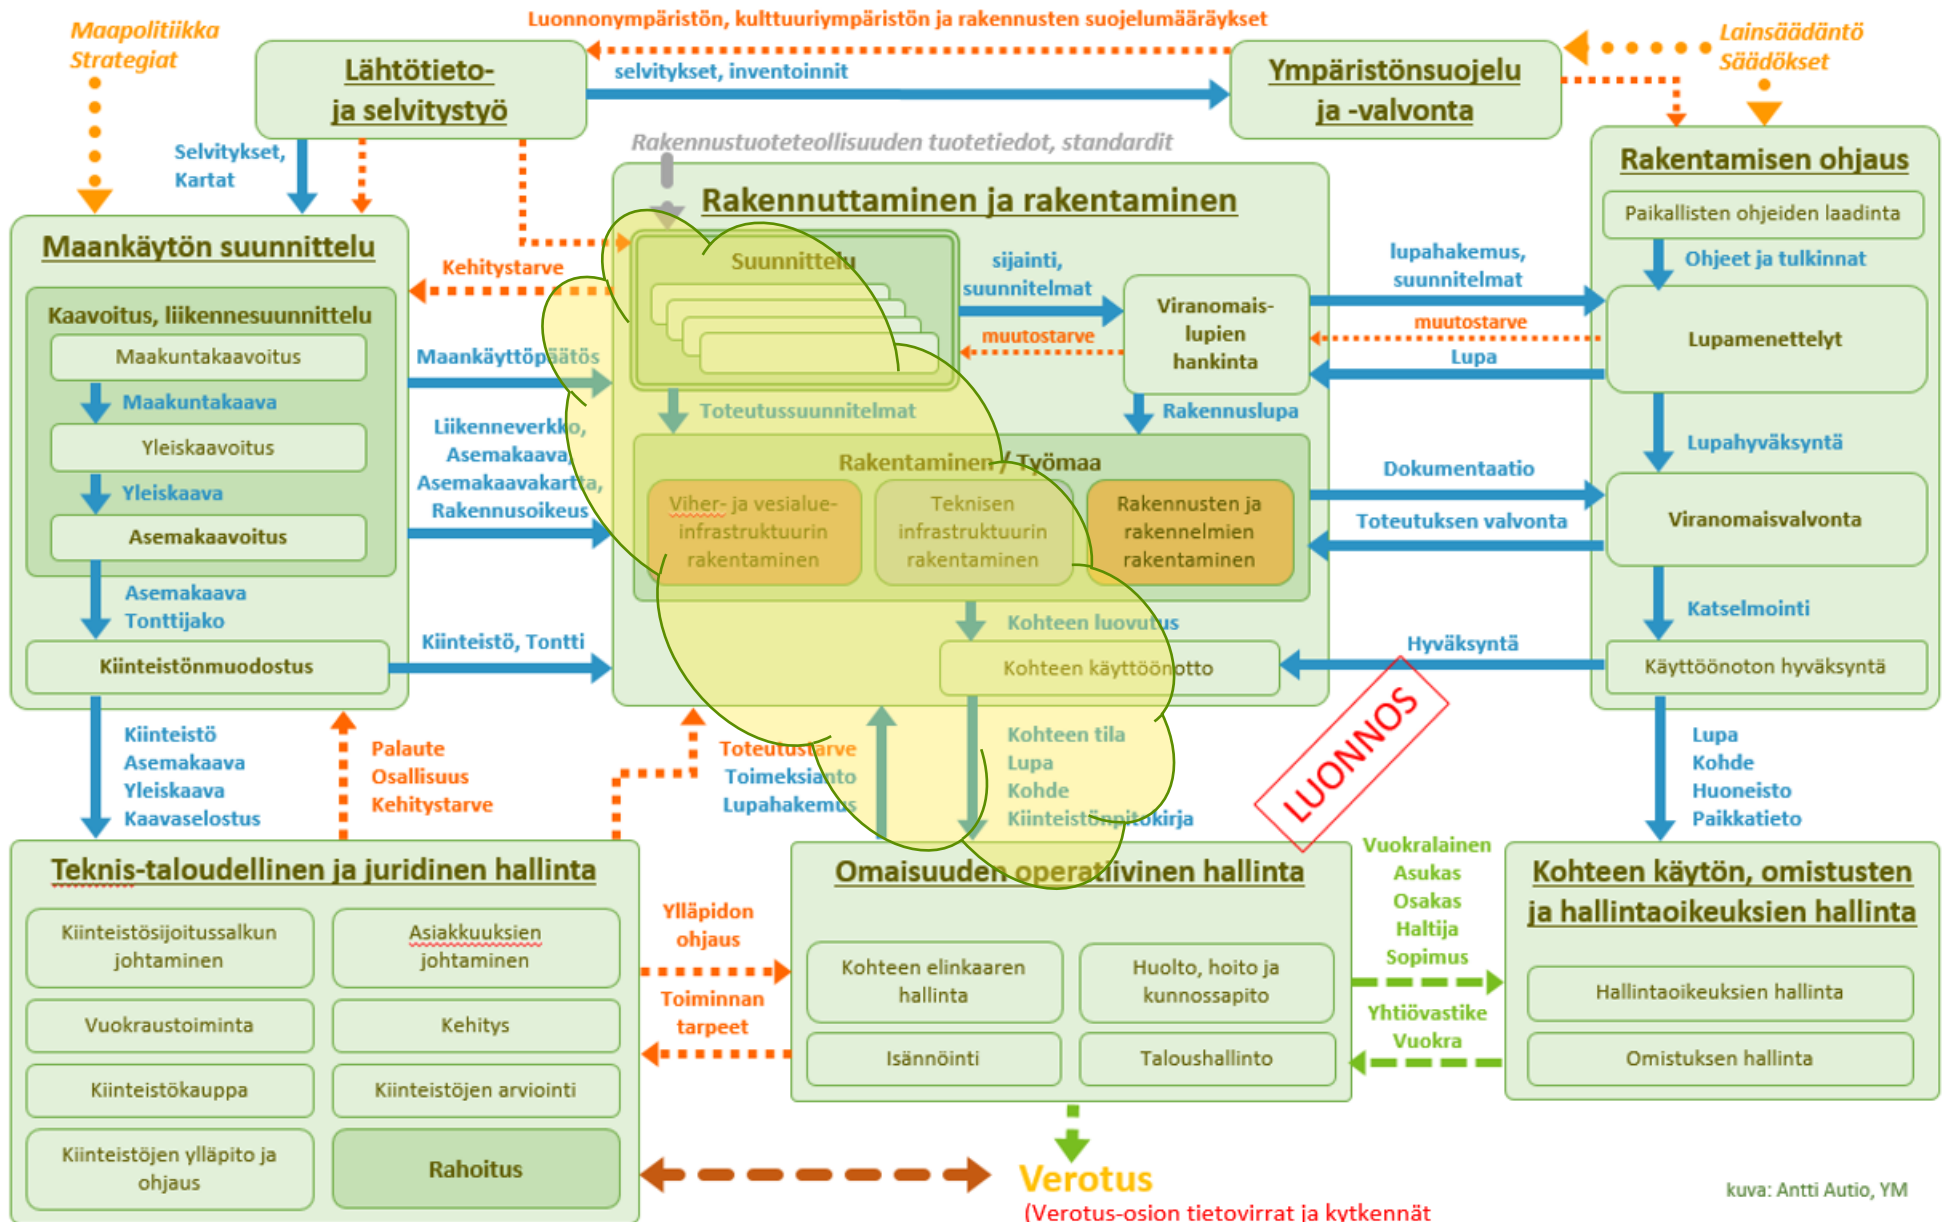 Luonnonympäristön, kulttuuriympäristön ja rakennusten suojelumääräykset
Maapolitiikka
Strategiat
Lähtötieto-
ja selvitystyö
selvitykset, inventoinnit
Ympäristönsuojelu
ja -valvonta
Lainsäädäntö
Säädökset
Selvitykset,
Kartat
Rakennustuoteteollisuuden tuotetiedot, standardit
Maankäytön suunnittelu
Kaavoitus, liikennesuunnittelu
Maakuntakaavoitus
Maakuntakaava
Yleiskaavoitus
Yleiskaava
Asemakaavoitus
Asemakaava
Tonttijako
Kiinteistönmuodostus
Kehitystarve
Maankäyttöpäätös
Liikenneverkko,
Asemakaava,
Asemakaavakartta,
Rakennusoikeus
Kiinteistö, Tontti
Rakennuttaminen ja rakentaminen
Suunnittelu
sijainti,
suunnitelmat
muutostarve
Viranomais-
lupien
hankinta
Toteutussuunnitelmat
Rakennuslupa
Rakentaminen / Työmaa
Viher- ja vesialue-
infrastruktuurin
rakentaminen
Teknisen
infrastruktuurin
rakentaminen
Rakennusten ja
rakennelmien
rakentaminen
Kohteen luovutus
Kohteen käyttöönotto
lupahakemus,
suunnitelmat
muutostarve
Lupa
Dokumentaatio
Toteutuksen valvonta
Hyväksyntä
Rakentamisen ohjaus
Paikallisten ohjeiden laadinta
Ohjeet ja tulkinnat
Lupamenettelyt
Lupahyväksyntä
Viranomaisvalvonta
Katselmointi
Käyttöönoton hyväksyntä
Kiinteistö
Asemakaava
Yleiskaava
Kaavaselostus
Palaute
Osallisuus
Kehitystarve
Toteutustarve
Toimeksianto
Lupahakemus
Kohteen tila
Lupa
Kohde
Kiinteistönpitokirja
LUONNOS
Lupa
Kohde
Huoneisto
Paikkatieto
Teknis-taloudellinen ja juridinen hallinta
Kiinteistösijoitussalkun
johtaminen
Asiakkuuksien
johtaminen
Vuokraustoiminta
Kehitys
Kiinteistökauppa
Kiinteistöjen arviointi
Kiinteistöjen ylläpito ja
ohjaus
Rahoitus
Ylläpidon
ohjaus
Toiminnan
tarpeet
Omaisuuden operatiivinen hallinta
Kohteen elinkaaren
hallinta
Huolto, hoito ja
kunnossapito
Isännöinti
Taloushallinto
Vuokralainen
Asukas
Osakas
Haltija
Sopimus
Yhtiövastike
Vuokra
Kohteen käytön, omistusten
ja hallintaoikeuksien hallinta
Hallintaoikeuksien hallinta
Omistuksen hallinta
Verotus
(Verotus-osion tietovirrat ja kytkennät
kuva: Antti Autio, YM